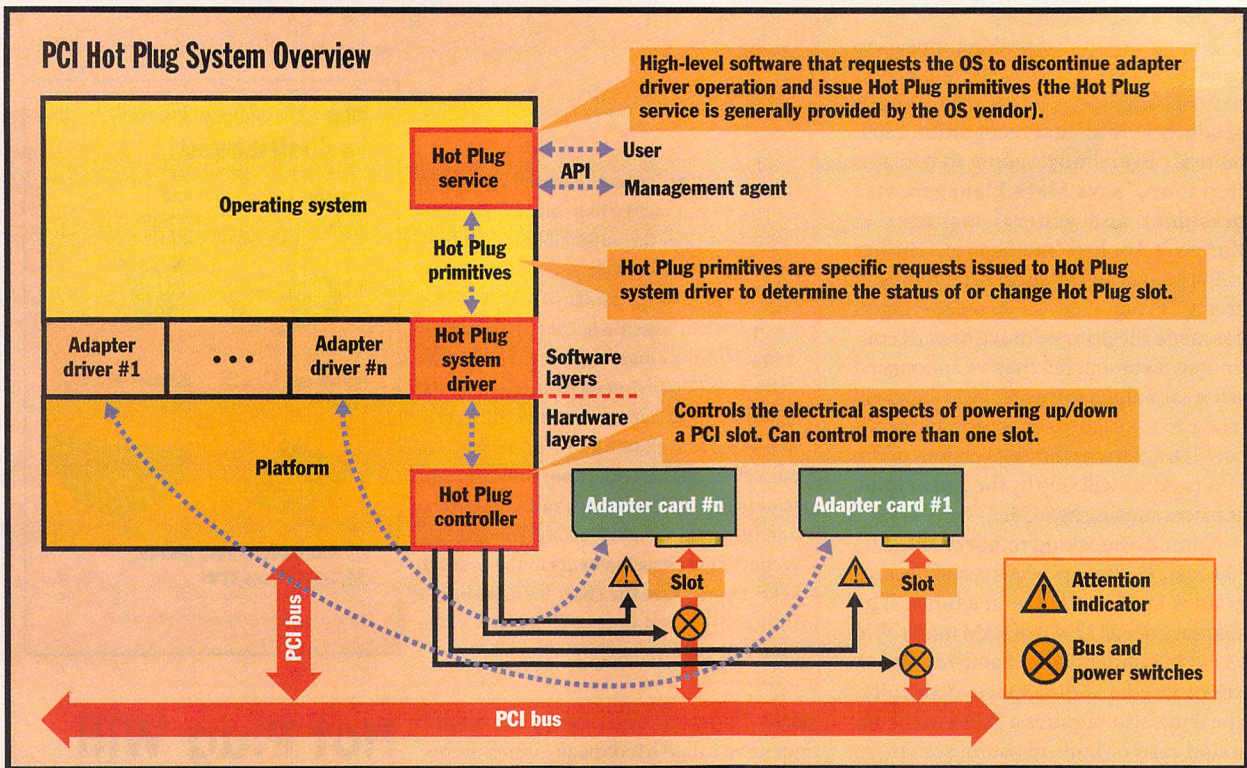 PCI Hot Plug System Overview
High-level software that requests the OS to discontinue adapter
driver operation and issue Hot Plug primitives (the Hot Plug
service is generally provided by the OS vendor).
Hot Plug
service
API
User
Management agent
Operating system
Hot Plug
primitives
Hot Plug primitives are specific requests issued to Hot Plug
system driver to determine the status of or change Hot Plug slot.
Adapter
driver #1
• • •
Adapter
driver #n
Hot Plug
system
driver
Software
layers
Hardware
layers
Controls the electrical aspects of powering up/down
a PCI slot. Can control more than one slot.
Platform
Hot Plug
controller
Adapter card #n
Adapter card #1
Slot
Slot
Attention
indicator
Bus and
power switches
PCI bus
PCI bus